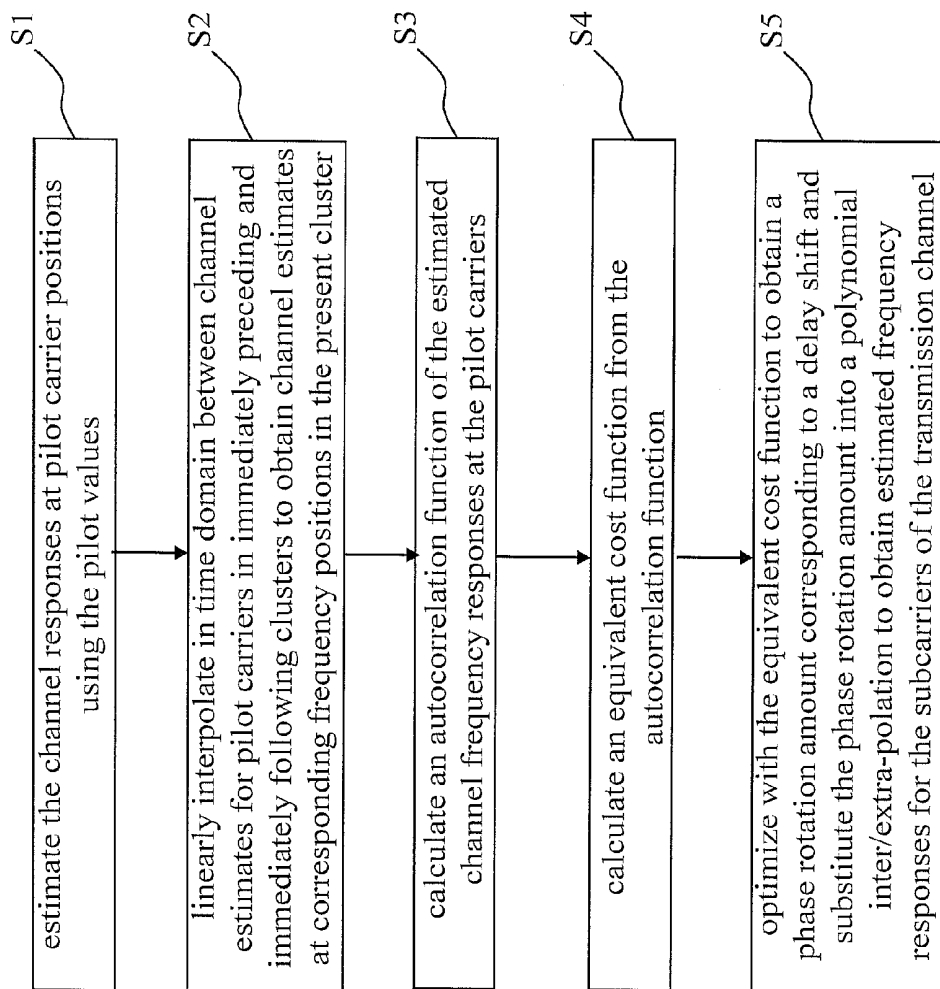 S1
estimate the channel responses at pilot carrier positions
using the pilot values
S2
linearly interpolate in time domain between channel
estimates for pilot carriers in immediately preceding and
immediately following clusters to obtain channel estimates
at corresponding frequency positions in the present cluster
S3
calculate an autocorrelation function of the estimated
channel frequency responses at the pilot carriers
S4
calculate an equivalent cost function from the
autocorrelation function
S5
optimize with the equivalent cost function to obtain a
phase rotation amount corresponding to a delay shift and
substitute the phase rotation amount into a polynomial
inter/extra-polation to obtain estimated frequency
responses for the subcarriers of the transmission channel